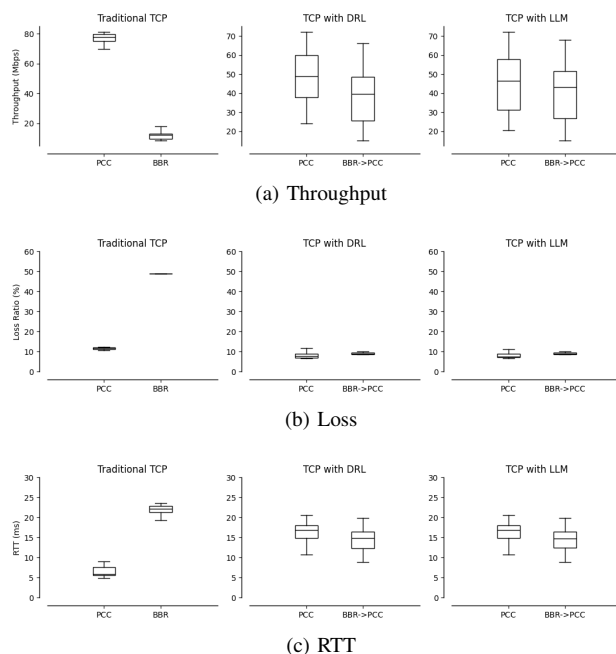 Traditional TCP
TCP with DRL
TCP with LLM
Throughput (Mbps)
80
60
40
20
70
60
50
40
30
20
70
60
50
40
30
20
PCC
BBR
PCC
BBR->PCC
PCC
BBR->PCC
(a) Throughput
Traditional TCP
TCP with DRL
TCP with LLM
Loss Ratio (%)
60
50
40
30
20
10
0
60
50
40
30
20
10
0
60
50
40
30
20
10
0
PCC
BBR
PCC
BBR->PCC
PCC
BBR->PCC
(b) Loss
Traditional TCP
TCP with DRL
TCP with LLM
RTT (ms)
30
25
20
15
10
5
0
30
25
20
15
10
5
0
30
25
20
15
10
5
0
PCC
BBR
PCC
BBR->PCC
PCC
BBR->PCC
(c) RTT